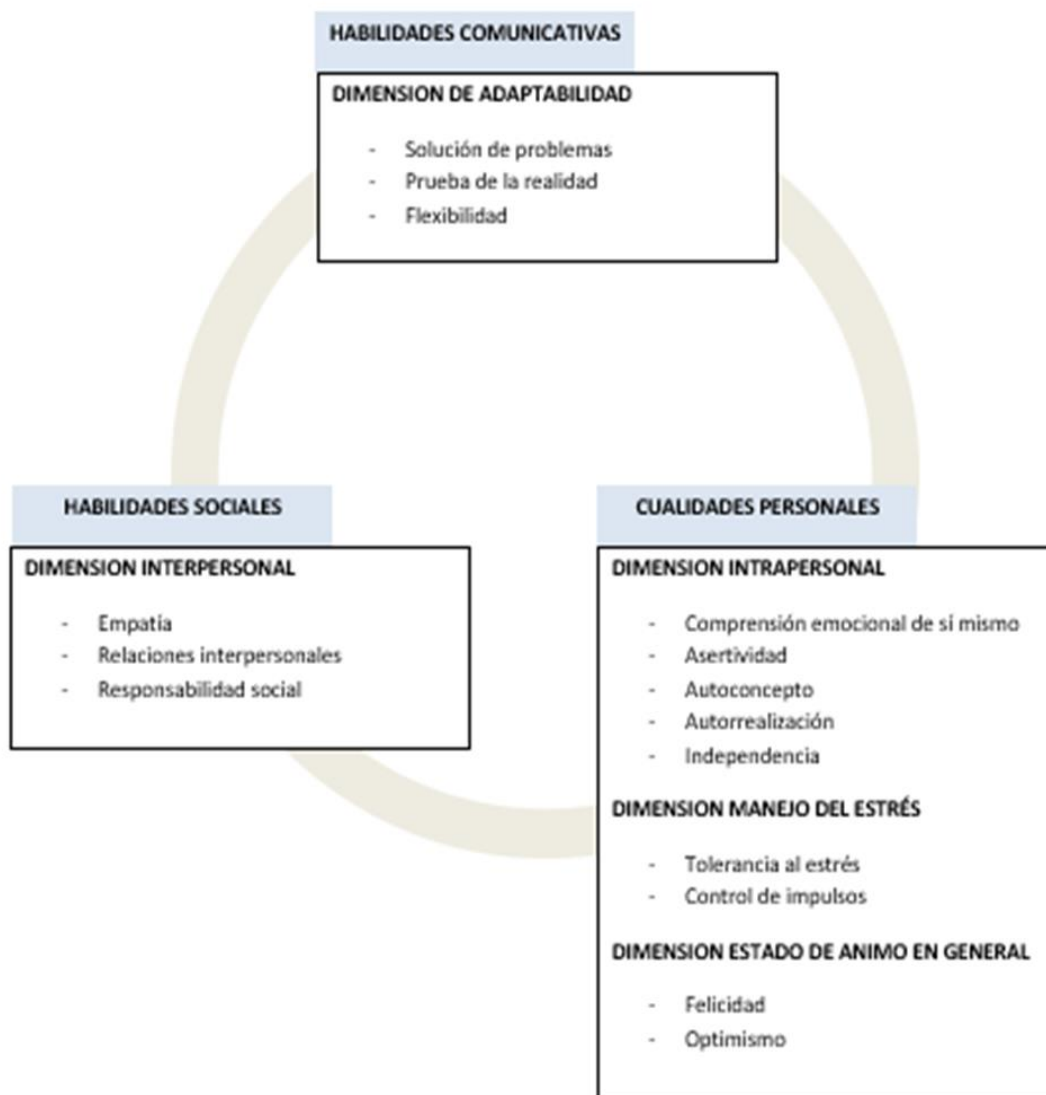 HABILIDADES COMUNICATIVAS
DIMENSION DE ADAPTABILIDAD
- Solución de problemas
- Prueba de la realidad
- Flexibilidad
HABILIDADES SOCIALES
DIMENSION INTERPERSONAL
- Empatía
- Relaciones interpersonales
- Responsabilidad social
CUALIDADES PERSONALES
DIMENSION INTRAPERSONAL
- Comprensión emocional de sí mismo
- Asertividad
- Autoconcepto
- Autorrealización
- Independencia
DIMENSION MANEJO DEL ESTRÉS
- Tolerancia al estrés
- Control de impulsos
DIMENSION ESTADO DE ANIMO EN GENERAL
- Felicidad
- Optimismo